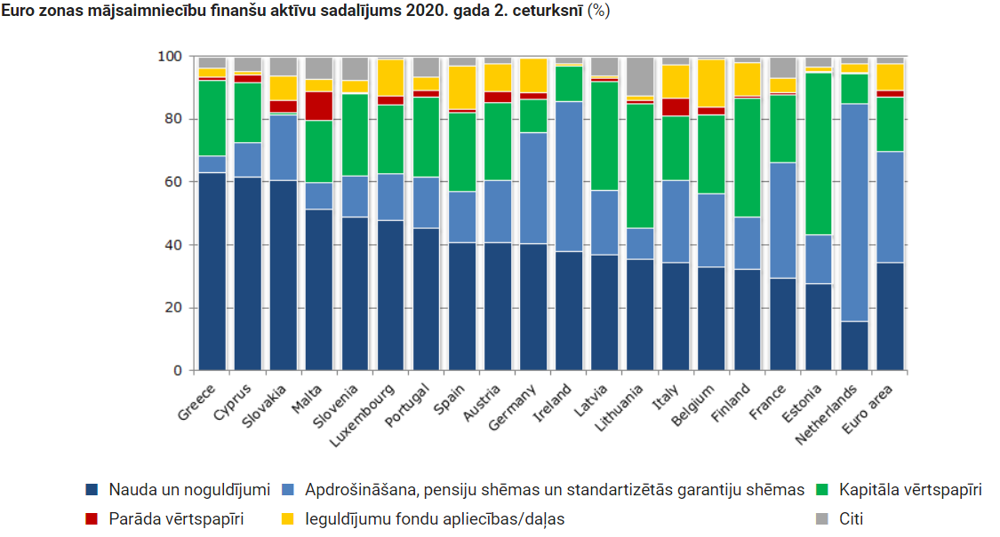 Euro zonas mājsaimniecību finanšu aktīvu sadalījums 2020. gada 2. ceturksnī (%)
100
80
60
40
20
0
Greece
Cyprus
Slovakia
Malta
Slovenia
Luxembourg
Portugal
Spain
Austria
Germany
Ireland
Latvia
Lithuania
Italy
Belgium
Finland
France
Estonia
Netherlands
Euro area
Nauda un noguldījumi Apdrošināšana, pensiju shēmas un standartizētās garantiju shēmas Kapitāla vērtspapīri
Parāda vērtspapīri Ieguldījumu fondu apliecības/daļas Citi